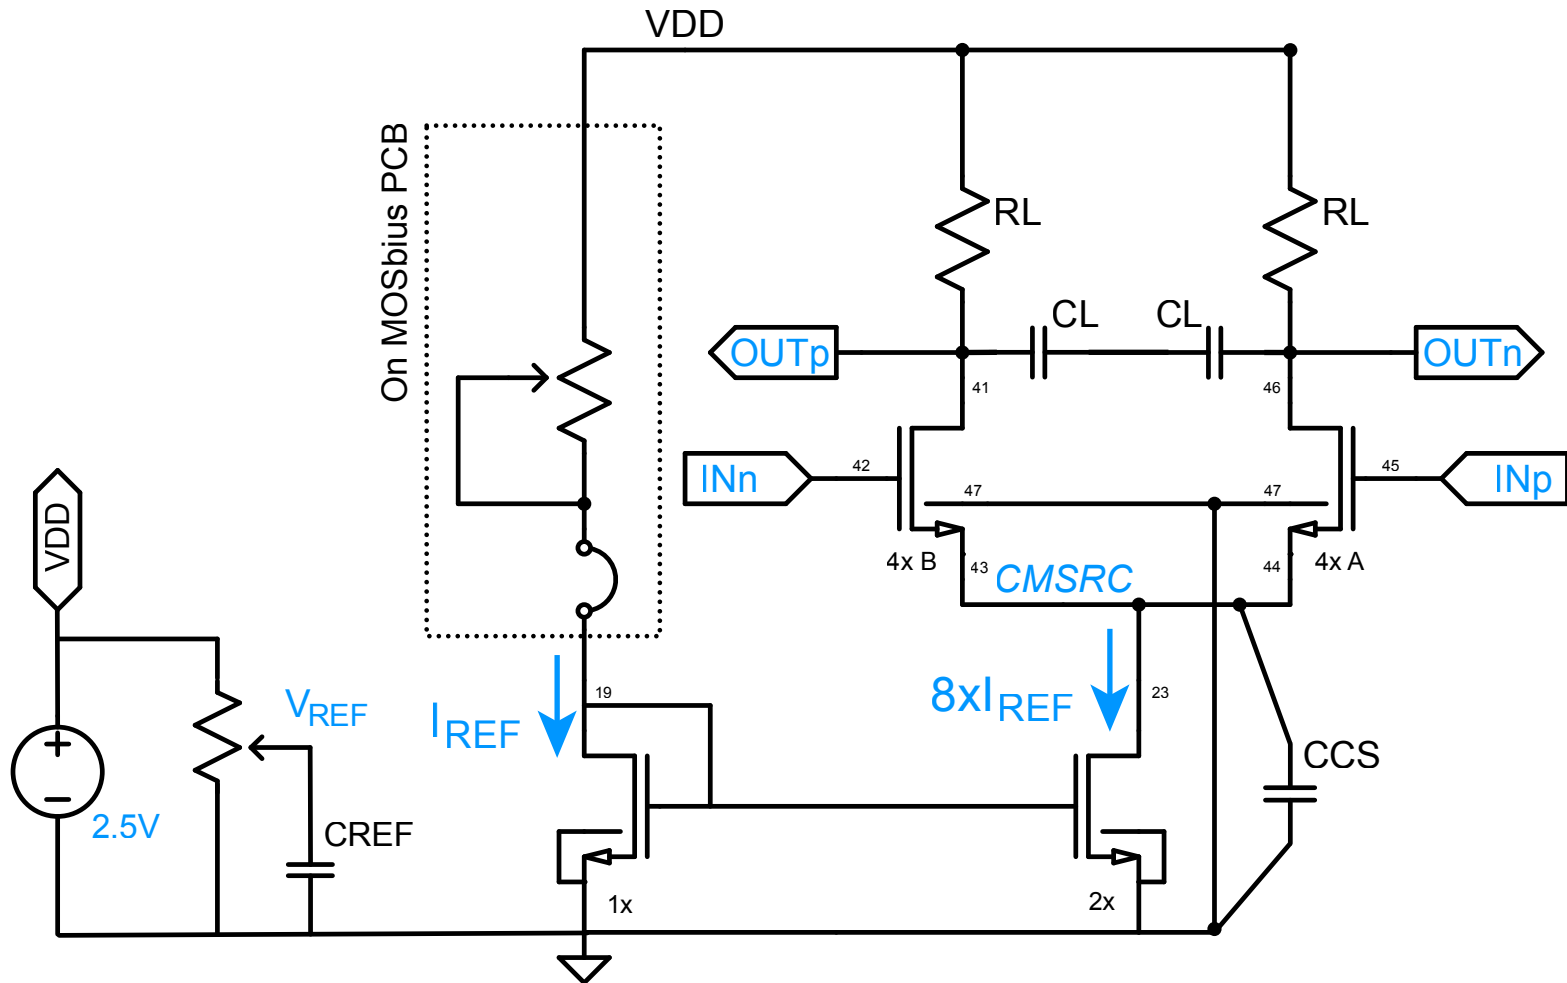 VDD
On MOSbius PCB
RL
RL
CL
CL
OUTp
OUTn
41
46
INn
42
47
47
45
INp
VDD
4x B
43
CMSRC
44
4x A
VREF
IREF
19
8xIREF
23
CCS
2.5V
CREF
1x
2x